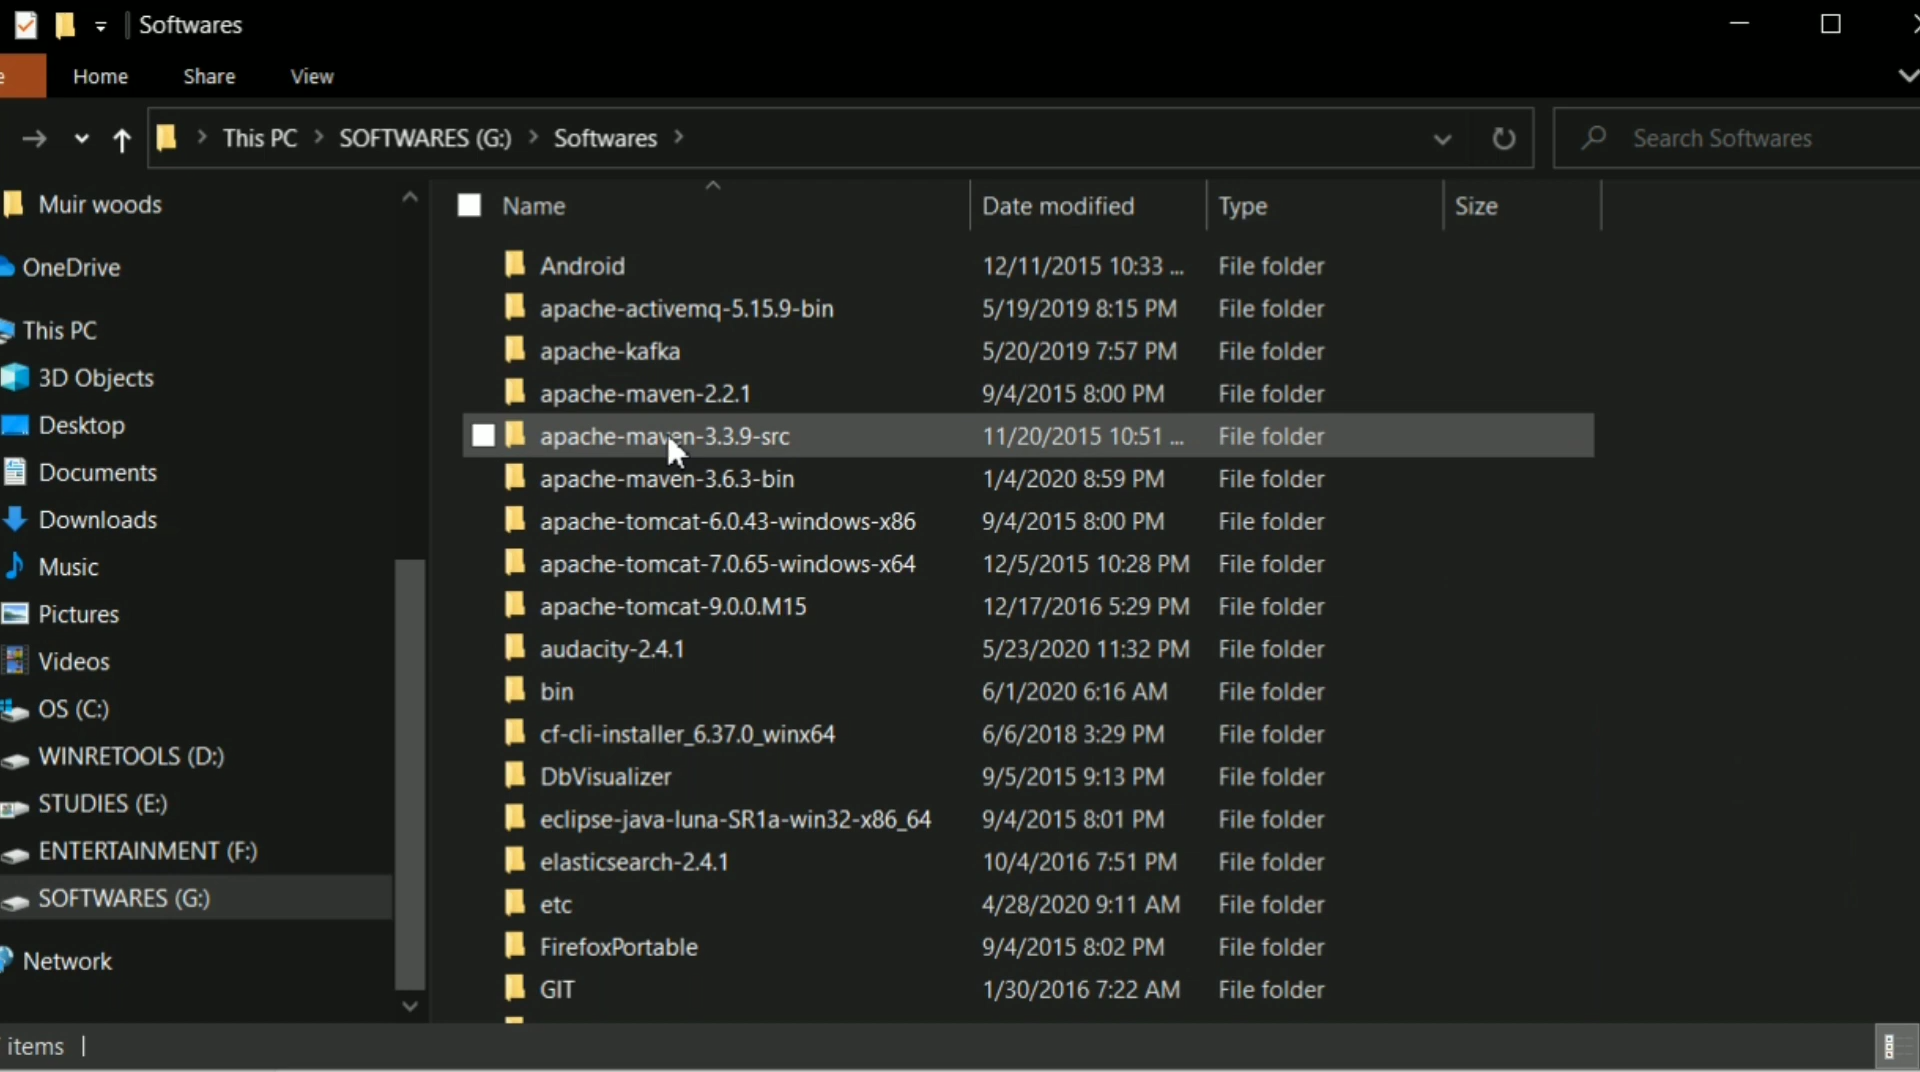 Softwares
e Home Share View
This PC SOFTWARES (G:) Softwares Search Softwares
Name Date modified Type Size
Muir woods
OneDrive
This PC
3D Objects
Desktop
Documents
Downloads
Music
Pictures
Videos
OS (C:)
WINRETOOLS (D:)
STUDIES (E:)
ENTERTAINMENT (F:)
SOFTWARES (G:)
Network
Android 12/11/2015 10:33 ... File folder
apache-activemq-5.15.9-bin 5/19/2019 8:15 PM File folder
apache-kafka 5/20/2019 7:57 PM File folder
apache-maven-2.2.1 9/4/2015 8:00 PM File folder
apache-maven-3.3.9-src 11/20/2015 10:51 ... File folder
apache-maven-3.6.3-bin 1/4/2020 8:59 PM File folder
apache-tomcat-6.0.43-windows-x86 9/4/2015 8:00 PM File folder
apache-tomcat-7.0.65-windows-x64 12/5/2015 10:28 PM File folder
apache-tomcat-9.0.0.M15 12/17/2016 5:29 PM File folder
audacity-2.4.1 5/23/2020 11:32 PM File folder
bin 6/1/2020 6:16 AM File folder
cf-cli-installer_6.37.0_winx64 6/6/2018 3:29 PM File folder
DbVisualizer 9/5/2015 9:13 PM File folder
eclipse-java-luna-SR1a-win32-x86_64 9/4/2015 8:01 PM File folder
elasticsearch-2.4.1 10/4/2016 7:51 PM File folder
etc 4/28/2020 9:11 AM File folder
FirefoxPortable 9/4/2015 8:02 PM File folder
GIT 1/30/2016 7:22 AM File folder
items